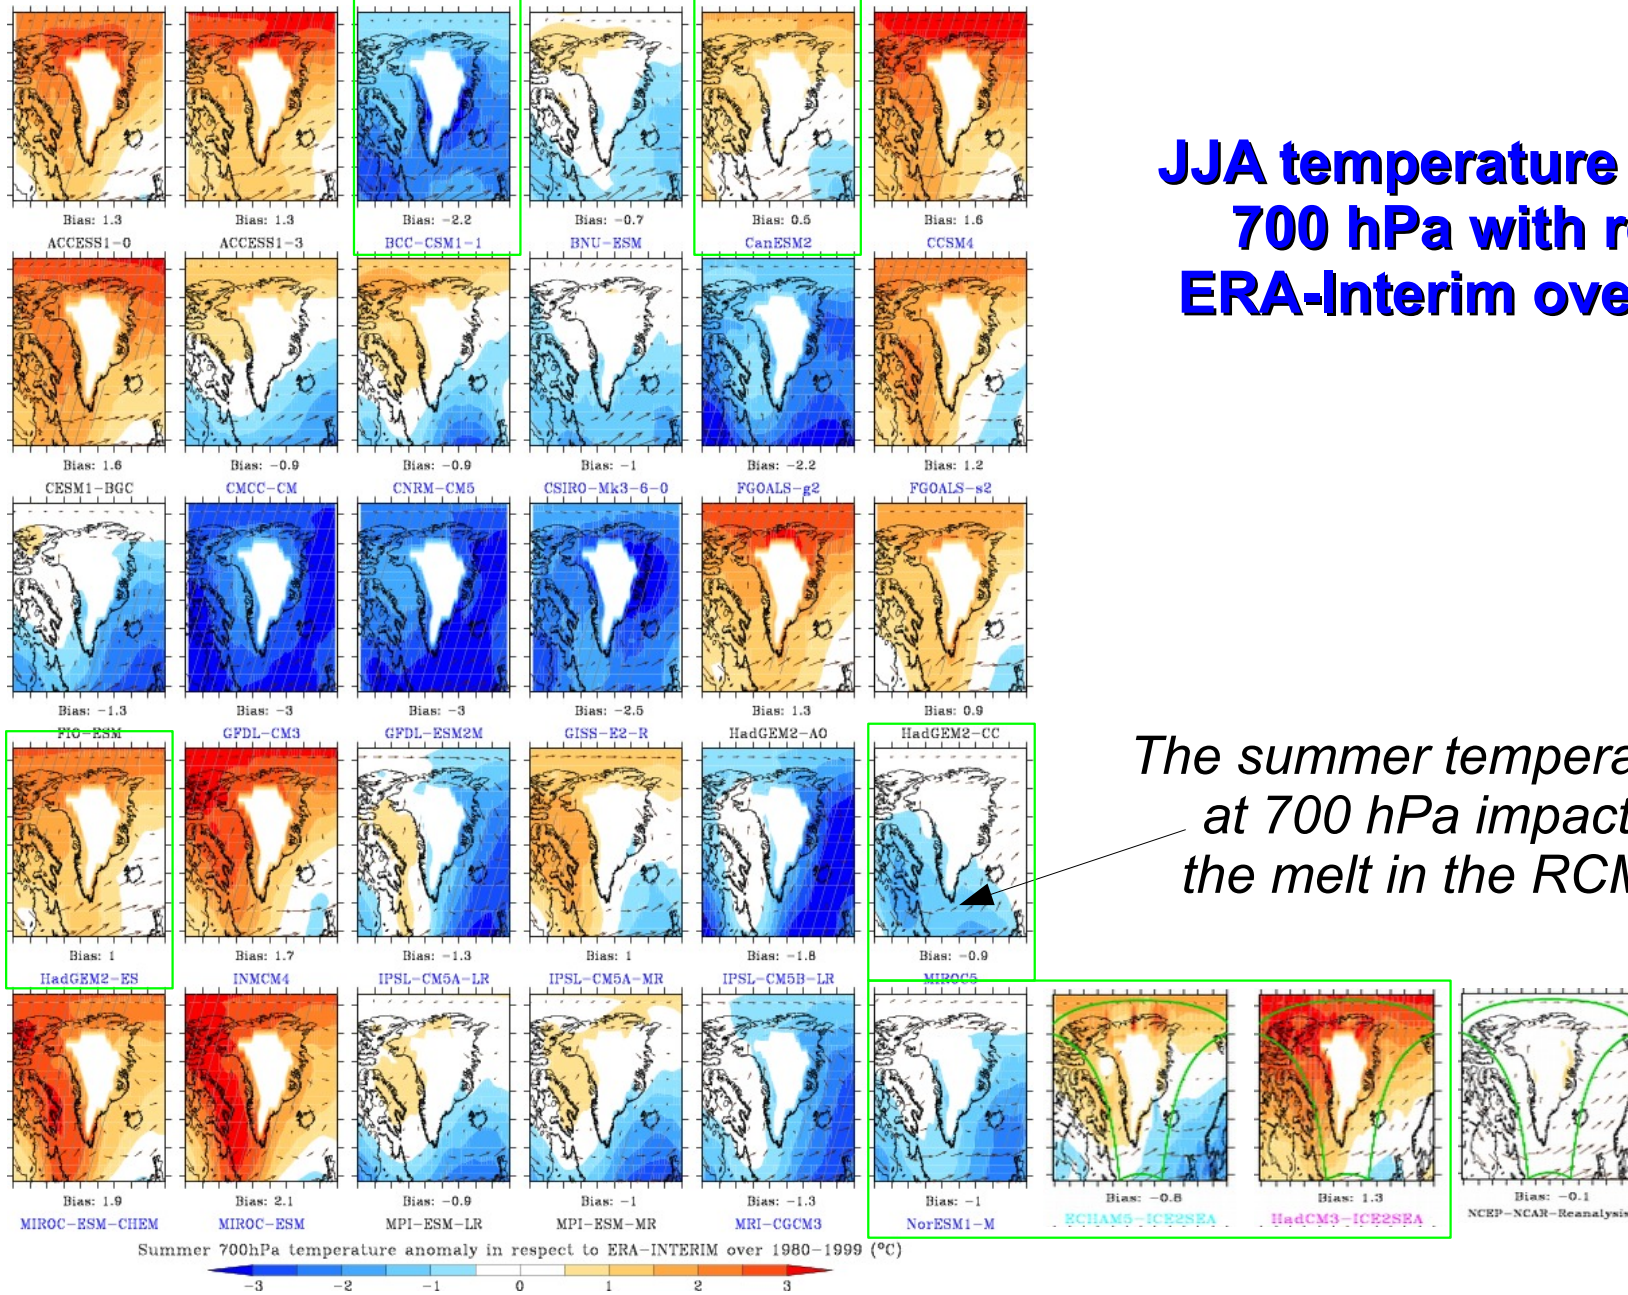 JJA temperature
700 hPa with
ERA-Interim
Bias: 1.3
ACCESS1-0
Bias: 1.3
ACCESS1-3
Bias: -2.2
BCC-CSM1-1
Bias: -0.7
BNU-ESM
Bias: 0.5
CanESM2
Bias: 1.6
CCSM4
Bias: 1.6
CESM1-BGC
Bias: -0.9
CMCC-CM
Bias: -0.9
CNRM-CM5
Bias: -1
CSIRO-Mk3-6-0
Bias: -2.2
FGOALS-g2
Bias: 1.2
FGOALS-s2
Bias: -1.3
FIO-ESM
Bias: -3
GFDL-CM3
Bias: -3
GFDL-ESM2M
Bias: -2.5
GISS-E2-R
Bias: 1.3
HadGEM2-AO
Bias: 0.9
HadGEM2-CC
The summer
at 700 hPa
the melt in the
Bias: 1
HadGEM2-ES
Bias: 1.7
INMCM4
Bias: -1.3
IPSL-CM5A-LR
Bias: 1
IPSL-CM5A-MR
Bias: -1.8
IPSL-CM5B-LR
Bias: -0.9
MIROC5
Bias: 1.9
MIROC-ESM-CHEM
Bias: 2.1
MIROC-ESM
Bias: -0.9
MPI-ESM-LR
Bias: -1
MPI-ESM-MR
Bias: -1.3
MRI-CGCM3
Bias: -1
NorESM1-M
Bias: -0.8
ECHAM5-ICE2SEA
Bias: 1.3
HadCM3-ICE2SEA
Bias: -0.1
NCEP-NCAR-Reanalysis
Summer 700hPa temperature anomaly in respect to ERA-INTERIM over 1980-1999 (°C)
-3 -2 -1 0 1 2 3